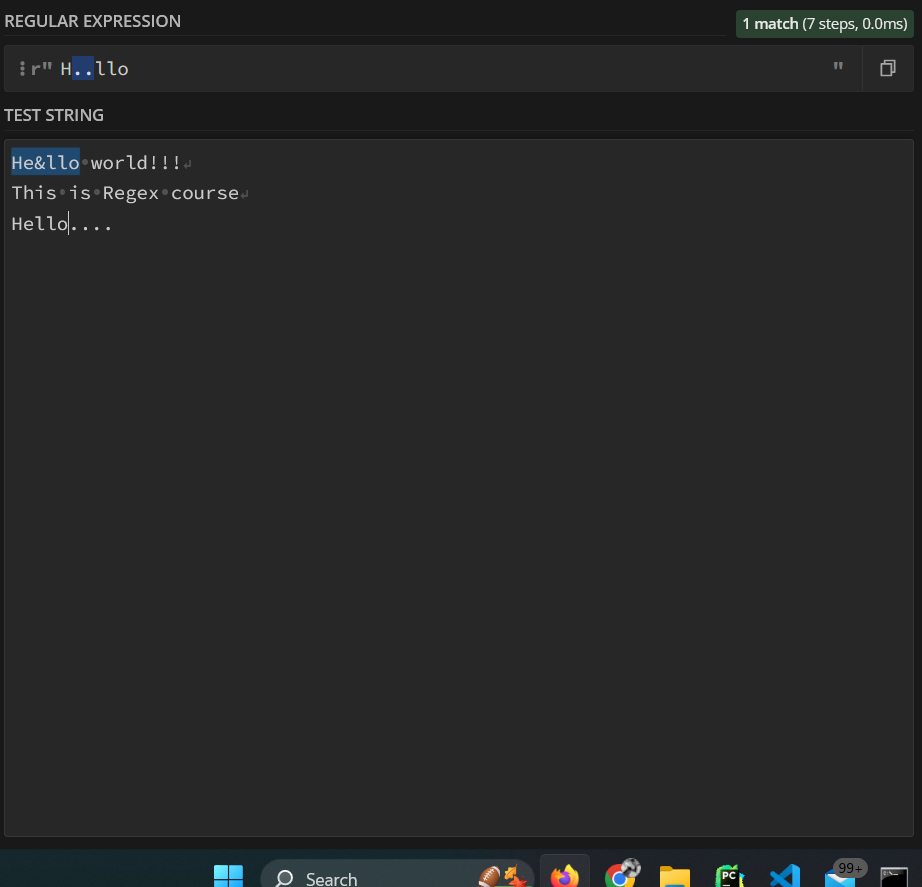 REGULAR EXPRESSION
1 match (7 steps, 0.0ms)
r" H..llo "
TEST STRING
He&llo·world!!!↵
This·is·Regex·course↵
Hello....
Search
PC
99+